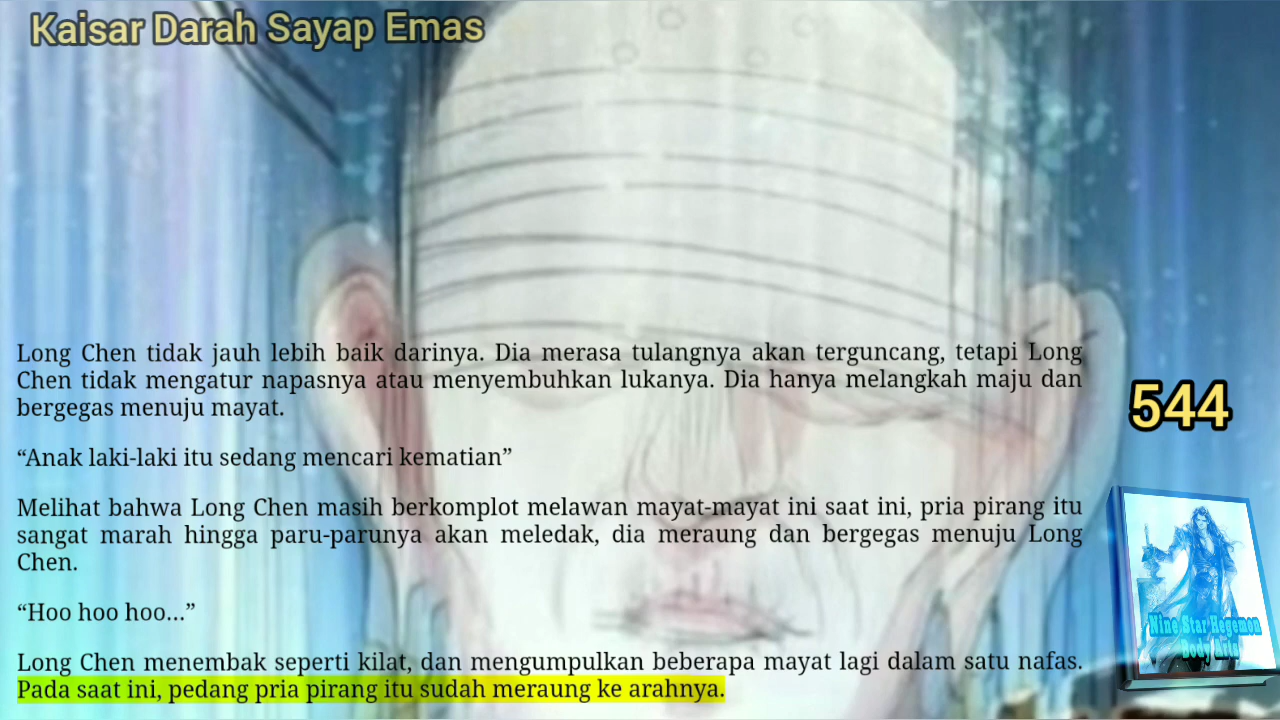 Kaisar Darah Sayap Emas
Long Chen tidak jauh lebih baik darinya. Dia merasa tulangnya akan terguncang, tetapi Long
Chen tidak mengatur napasnya atau menyembuhkan lukanya. Dia hanya melangkah maju dan
bergegas menuju mayat.
“Anak laki-laki itu sedang mencari kematian”
Melihat bahwa Long Chen masih berkomplot melawan mayat-mayat ini saat ini, pria pirang itu
sangat marah hingga paru-parunya akan meledak, dia meraung dan bergegas menuju Long
Chen.
“Hoo hoo hoo…”
Long Chen menembak seperti kilat, dan mengumpulkan beberapa mayat lagi dalam satu nafas.
Pada saat ini, pedang pria pirang itu sudah meraung ke arahnya.
544
Nine Star Hegemon
Body Arts